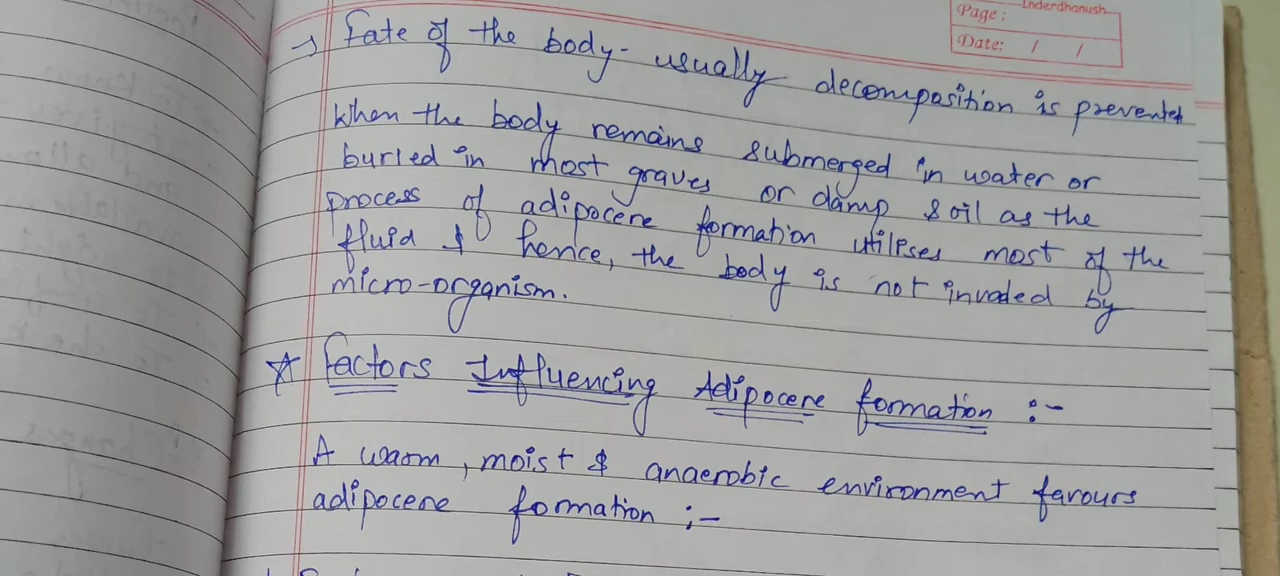 Inderdhanush
Page:
Date: / /
→ Fate of the body- usually decomposition is prevented
When the body remains submerged in water or
buried in most graves or damp soil as the
process of adipocere formation utilises most of the
fluid & hence, the body is not invaded by
micro-organism.
☆ Factors Influencing Adipocere formation :-
A warm, moist & anaerobic environment favours
adipocere formation ;-